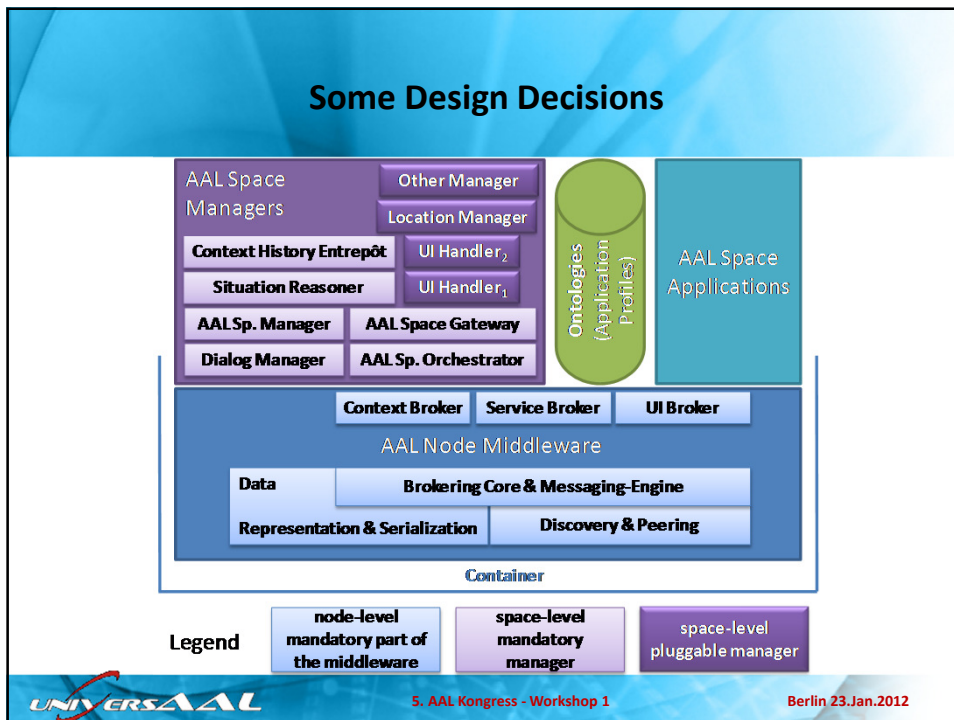 Some Design Decisions
AAL Space
Managers
Other Manager
Location Manager
Context History Entrepôt
UI Handler2
Situation Reasoner
UI Handler1
AAL Sp. Manager
AAL Space Gateway
Dialog Manager
AAL Sp. Orchestrator
Ontologies
(Application
Profiles)
AAL Space
Applications
Context Broker
Service Broker
UI Broker
AAL Node Middleware
Data
Brokering Core & Messaging-Engine
Representation & Serialization
Discovery & Peering
Container
Legend
node-level
mandatory part of
the middleware
space-level
mandatory
manager
space-level
pluggable manager
UNIVERSAAL
5. AAL Kongress - Workshop 1
Berlin 23.Jan.2012